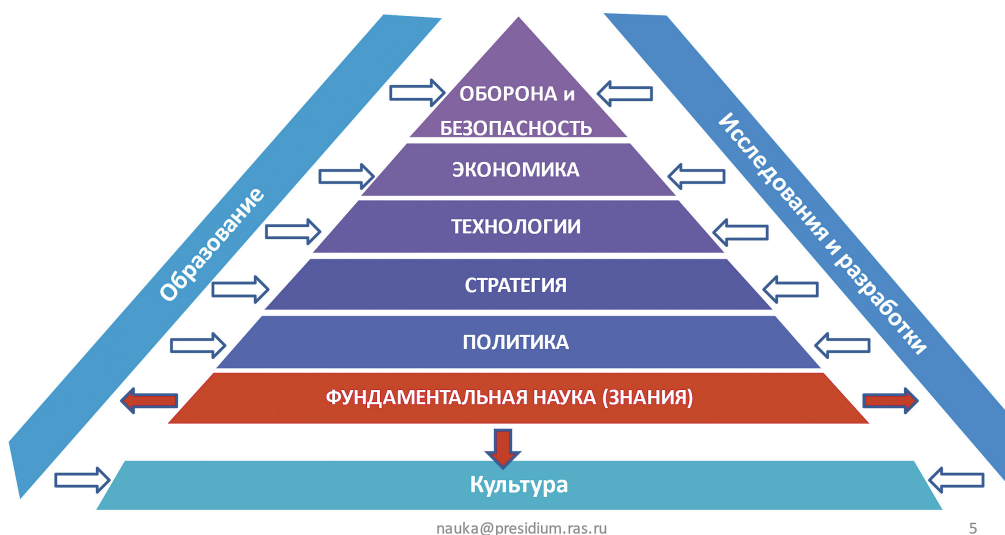 ОБОРОНА и
БЕЗОПАСНОСТЬ
ЭКОНОМИКА
ТЕХНОЛОГИИ
СТРАТЕГИЯ
ПОЛИТИКА
ФУНДАМЕНТАЛЬНАЯ НАУКА (ЗНАНИЯ)
Культура
Образование
Исследования и разработки
nauka@presidium.ras.ru
5